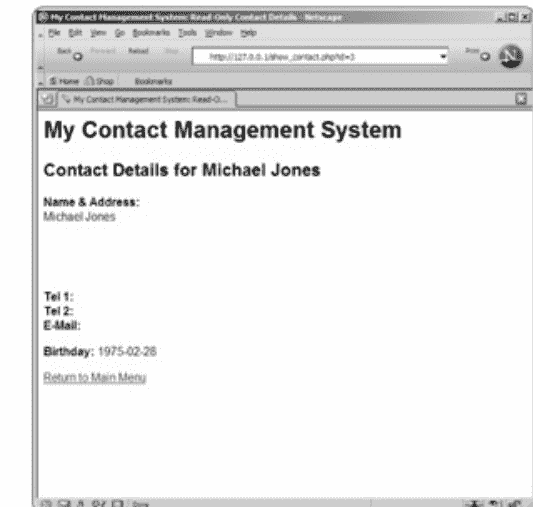 My Contact Management System: Read-Only Contact Details - Netscape
File Edit View Go Bookmarks Tools Window Help
Back Forward Reload Stop http://127.0.0.1/show_contact.php?id=3 Print
Home Shop Bookmarks
My Contact Management System: Read-O...
My Contact Management System
Contact Details for Michael Jones
Name & Address:
Michael Jones
Tel 1:
Tel 2:
E-Mail:
Birthday: 1975-02-28
Return to Main Menu
Done